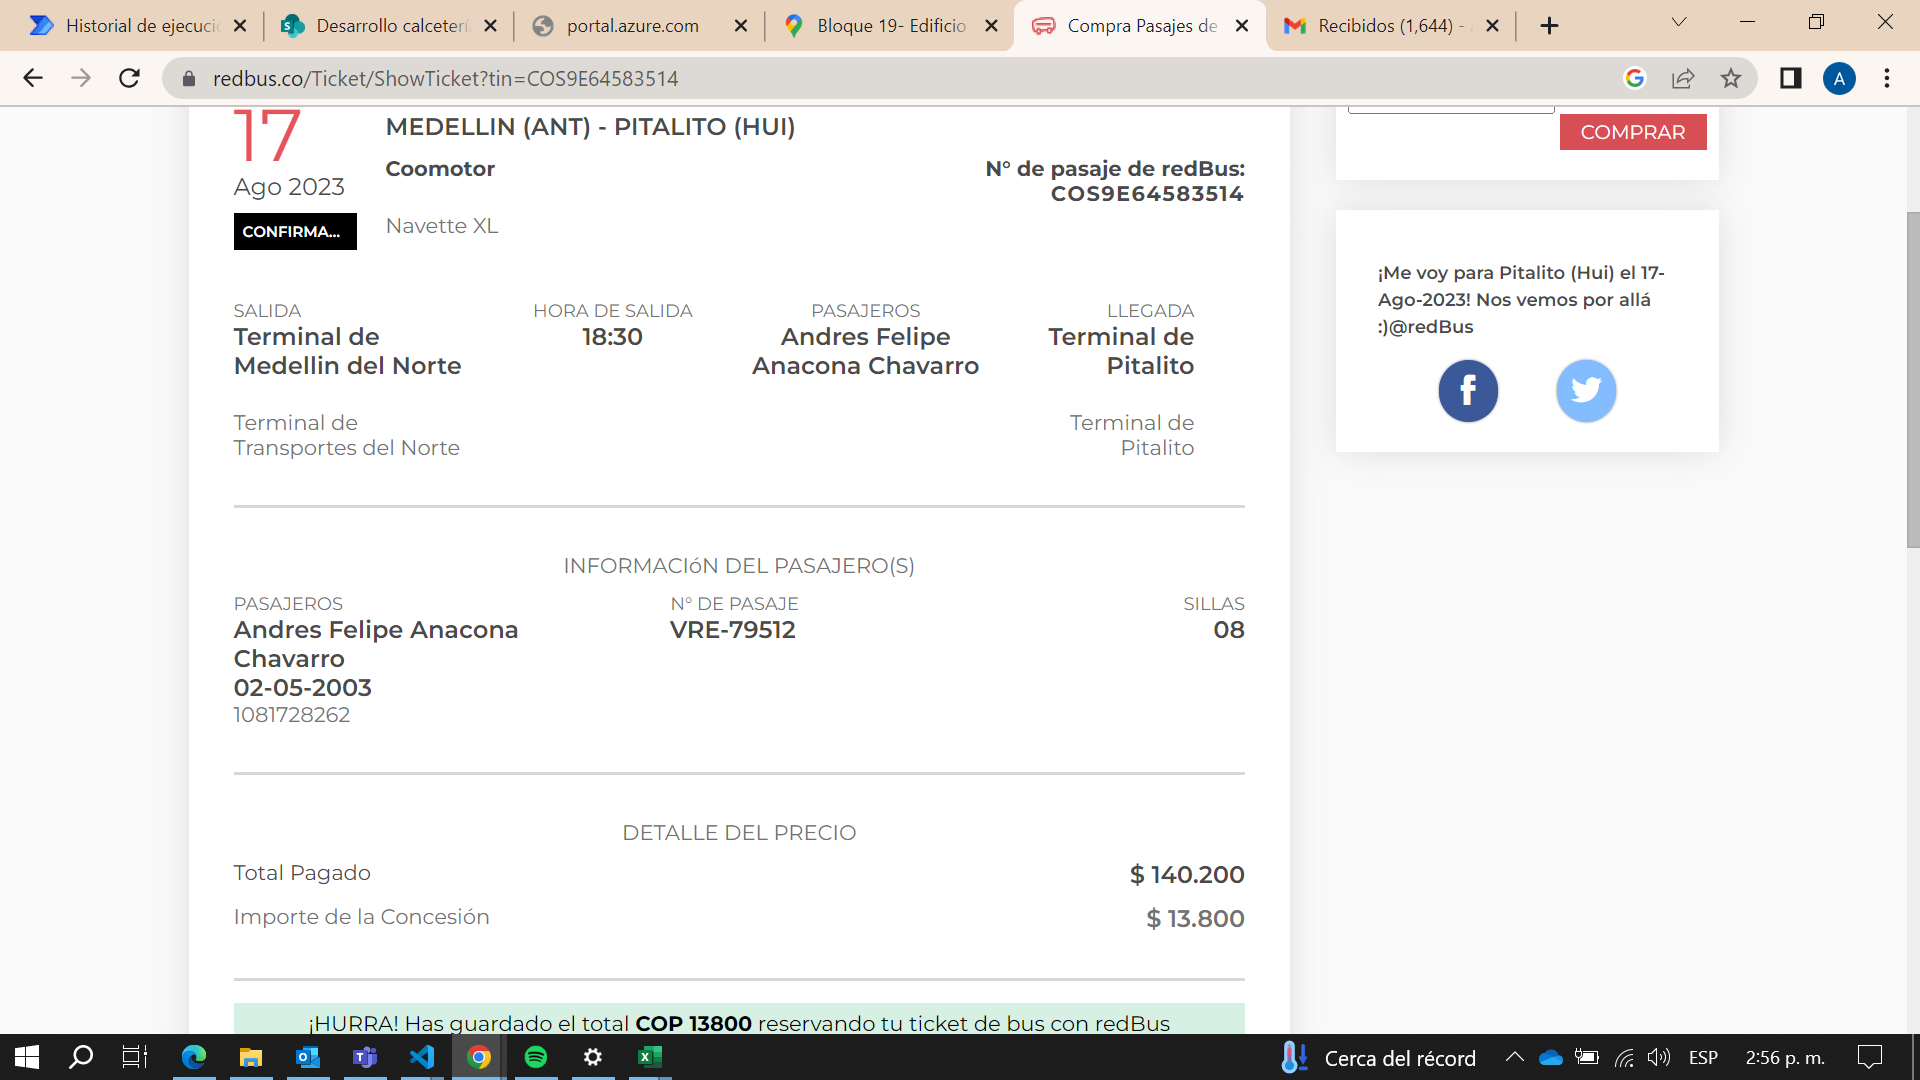 Historial de ejecuci
Desarrollo calceterí
portal.azure.com
Bloque 19- Edificio
Compra Pasajes de
Recibidos (1,644) -
redbus.co/Ticket/ShowTicket?tin=COS9E64583514
A
17
Ago 2023
CONFIRMA...
MEDELLIN (ANT) - PITALITO (HUI)
Coomotor
Navette XL
N° de pasaje de redBus:
COS9E64583514
SALIDA
Terminal de
Medellin del Norte
Terminal de
Transportes del Norte
HORA DE SALIDA
18:30
PASAJEROS
Andres Felipe
Anacona Chavarro
LLEGADA
Terminal de
Pitalito
Terminal de
Pitalito
INFORMACIóN DEL PASAJERO(S)
PASAJEROS
Andres Felipe Anacona
Chavarro
02-05-2003
1081728262
N° DE PASAJE
VRE-79512
SILLAS
08
DETALLE DEL PRECIO
Total Pagado $ 140.200
Importe de la Concesión $ 13.800
¡HURRA! Has guardado el total COP 13800 reservando tu ticket de bus con redBus
COMPRAR
¡Me voy para Pitalito (Hui) el 17-
Ago-2023! Nos vemos por allá
:)@redBus
Cerca del récord
ESP
2:56 p. m.